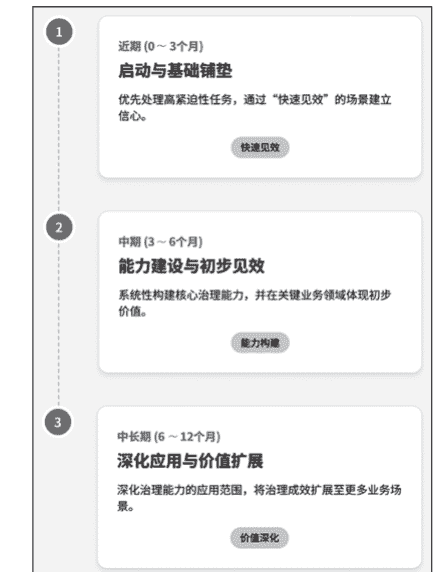 1
近期 (0～3个月)
启动与基础铺垫
优先处理高紧迫性任务，通过“快速见效”的场景建立
信心。
快速见效
2
中期 (3～6个月)
能力建设与初步见效
系统性构建核心治理能力，并在关键业务领域体现初步
价值。
能力构建
3
中长期 (6～12个月)
深化应用与价值扩展
深化治理能力的应用范围，将治理成效扩展至更多业务场
景。
价值深化